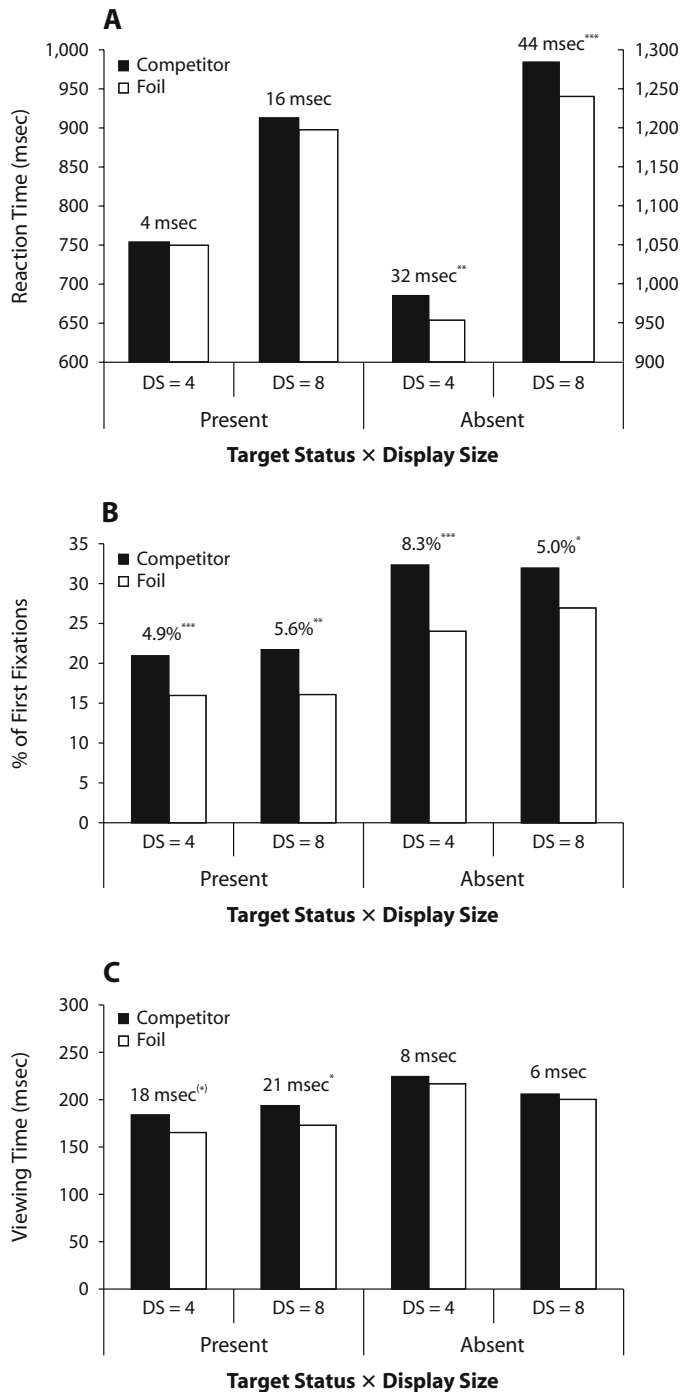 A
1,000
950
900
850
800
750
700
650
600
Reaction Time (msec)
Competitor
Foil
4 msec
16 msec
32 msec**
44 msec***
1,300
1,250
1,200
1,150
1,100
1,050
1,000
950
900
DS = 4 DS = 8 DS = 4 DS = 8
Present Absent
Target Status × Display Size
B
35
30
25
20
15
10
5
0
% of First Fixations
Competitor
Foil
4.9%***
5.6%**
8.3%***
5.0%*
DS = 4 DS = 8 DS = 4 DS = 8
Present Absent
Target Status × Display Size
C
300
250
200
150
100
50
0
Viewing Time (msec)
Competitor
Foil
18 msec(*)
21 msec*
8 msec
6 msec
DS = 4 DS = 8 DS = 4 DS = 8
Present Absent
Target Status × Display Size